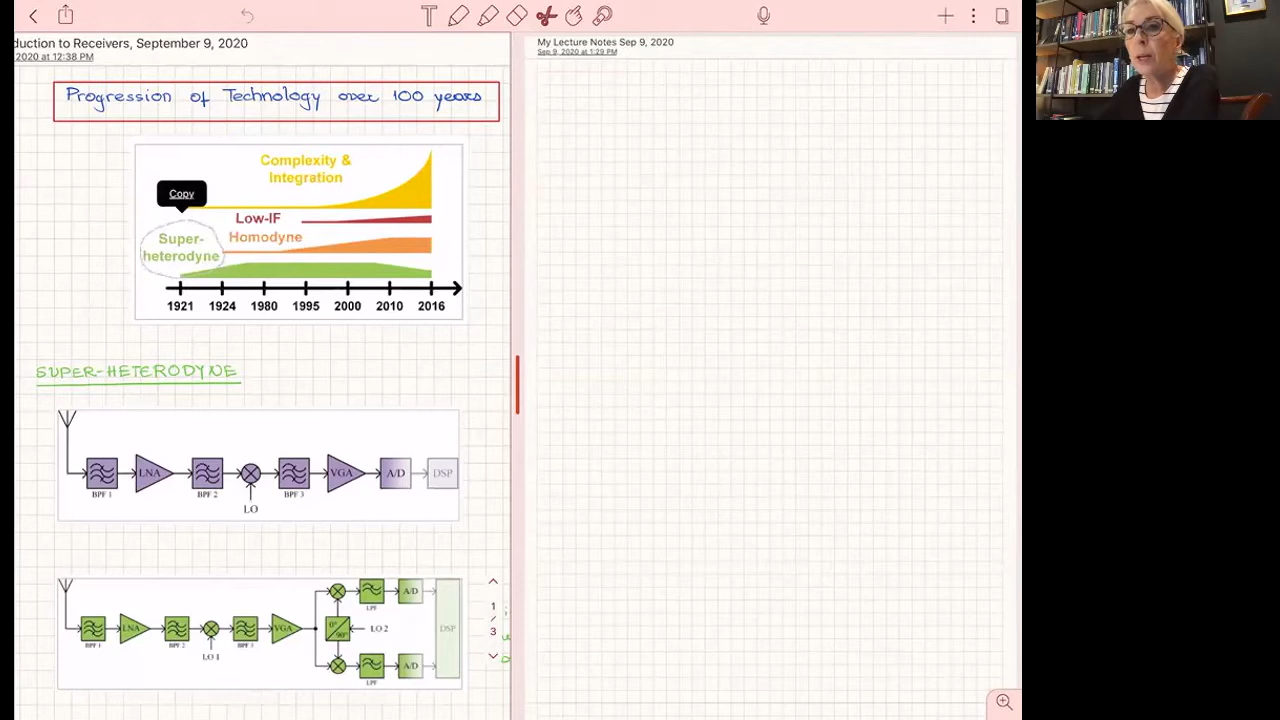 duction to Receivers, September 9, 2020
2020 at 12:38 PM
My Lecture Notes Sep 9, 2020
Sep 9, 2020 at 1:29 PM
Progression of Technology over 100 years
Complexity &
Integration
Copy
Low-IF
Super-
heterodyne
Homodyne
1921 1924 1980 1995 2000 2010 2016
SUPER-HETERODYNE
LNA VGA A/D DSP
BPF 1 BPF 2 BPF 3
LO
A/D
LPF
LNA VGA 0° 90° LO 2 DSP
BPF 1 BPF 2 BPF 3
LO 1
A/D
LPF
1
/
3